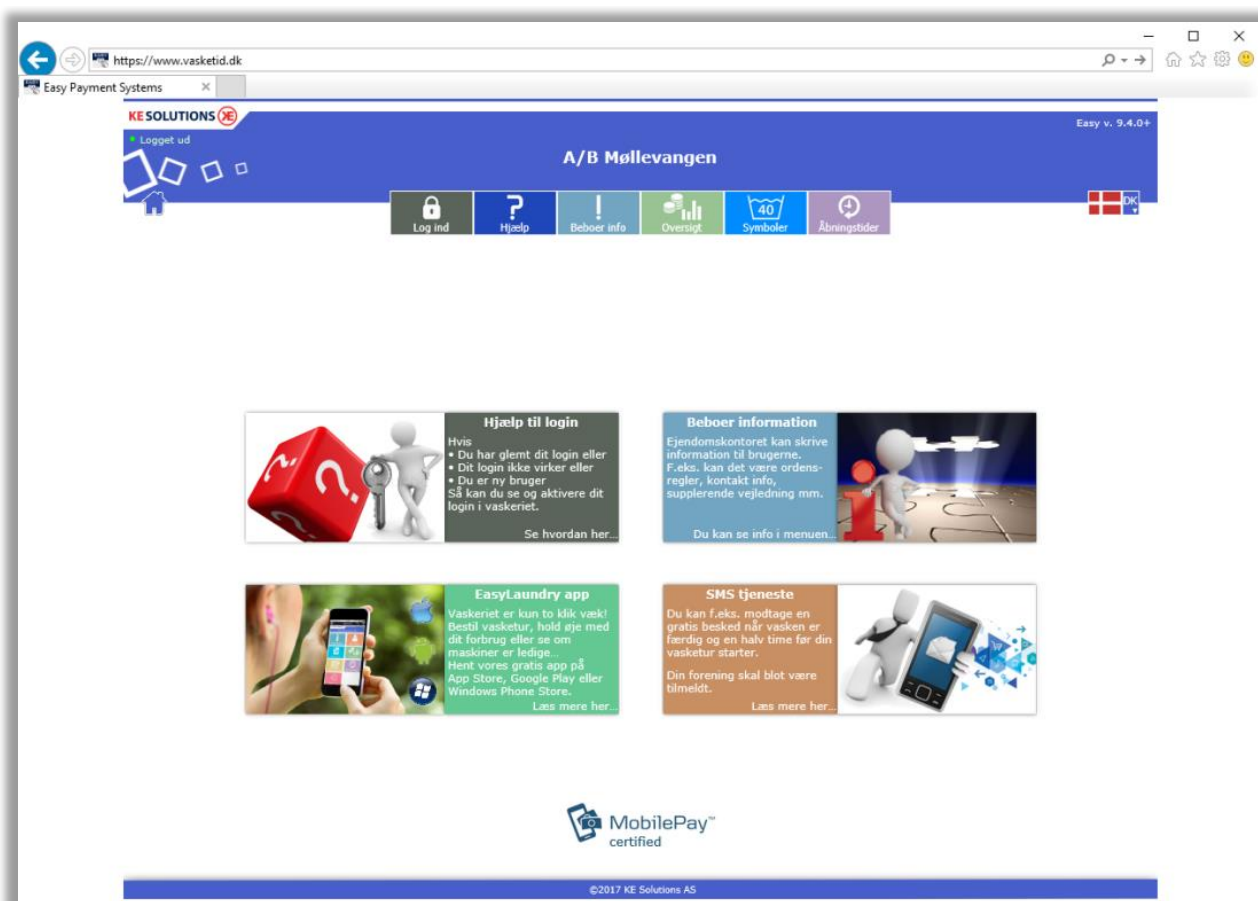 https://www.vasketid.dk
Easy Payment Systems
KE SOLUTIONS KE
Logget ud
Easy v. 9.4.0+
A/B Møllevangen
Log ind
Hjælp
Beboer info
Oversigt
40
Symboler
Åbningstider
DK
Hjælp til login
Hvis
• Du har glemt dit login eller
• Dit login ikke virker eller
• Du er ny bruger
Så kan du se og aktivere dit
login i vaskeriet.
Se hvordan her...
Beboer information
Ejendomskontoret kan skrive
information til brugerne.
F.eks. kan det være ordens-
regler, kontakt info,
supplerende vejledning mm.
Du kan se info i menuen...
EasyLaundry app
Vaskeriet er kun to klik væk!
Bestil vasketur, hold øje med
dit forbrug eller se om
maskiner er ledige...
Hent vores gratis app på
App Store, Google Play eller
Windows Phone Store.
Læs mere her...
SMS tjeneste
Du kan f.eks. modtage en
gratis besked når vasken er
færdig og en halv time før din
vasketur starter.
Din forening skal blot være
tilmeldt.
Læs mere her...
MobilePay™
certified
©2017 KE Solutions AS